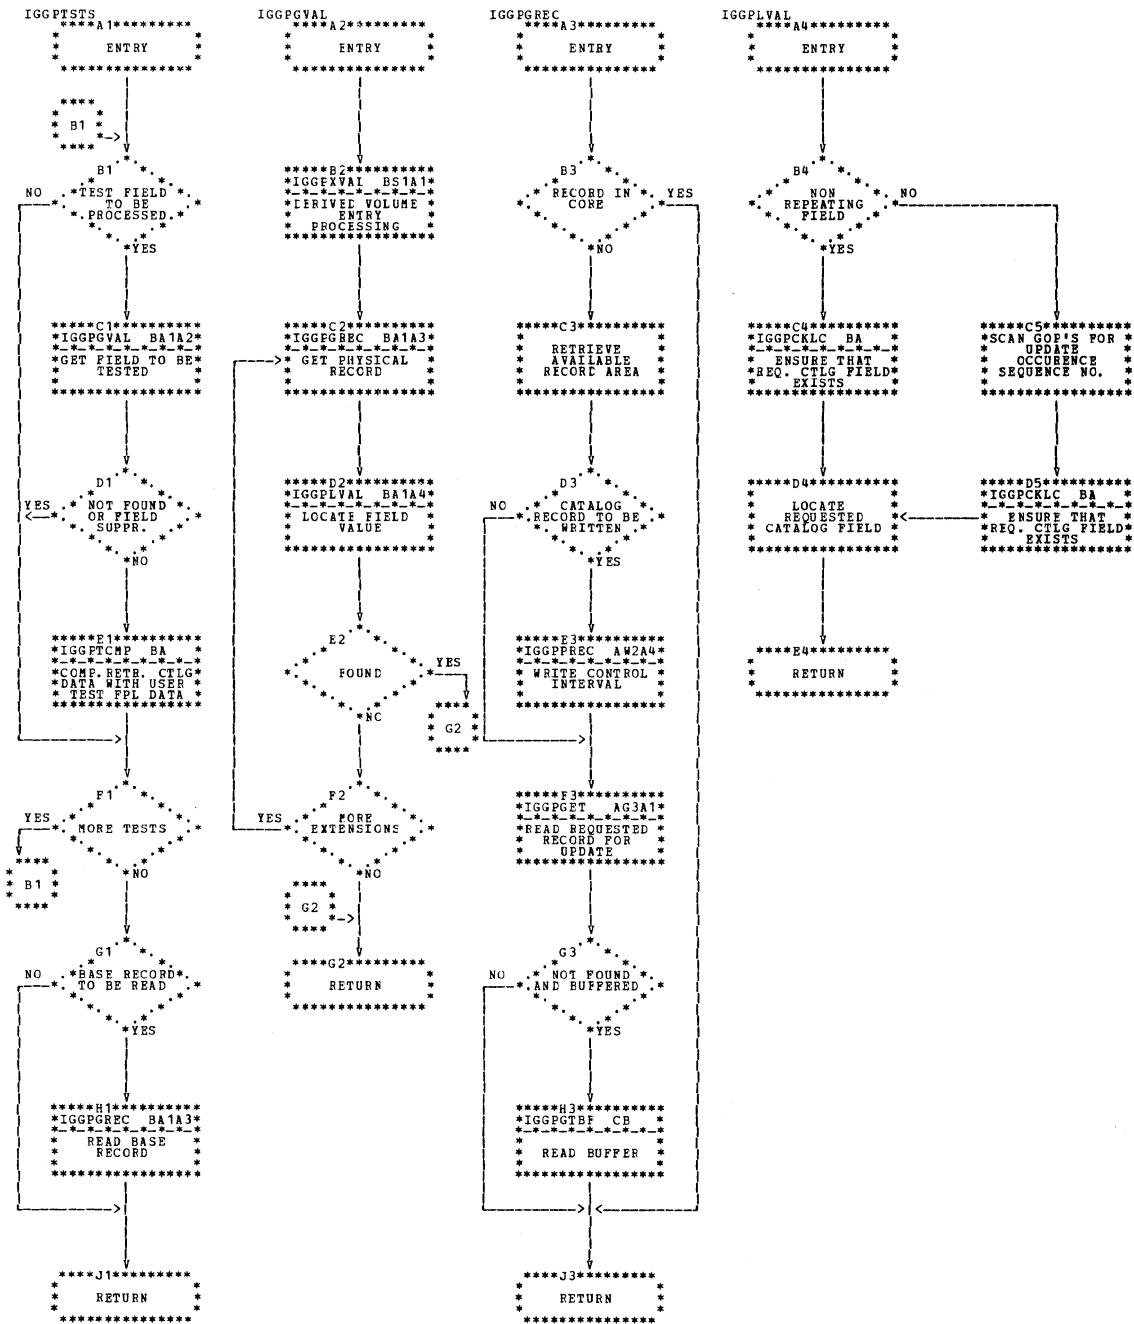 IGGPTSTS
A1
ENTRY
B1
B1
TEST FIELD
TO BE
PROCESSED
NO
YES
C1
IGGPGVAL BA1A2
GET FIELD TO BE
TESTED
D1
NOT FOUND
OR FIELD
SUPPR.
YES
NO
E1
IGGPTCMP BA
COMP.RETR. CTLG
DATA WITH USER
TEST FPL DATA
F1
MORE TESTS
YES
B1
NO
G1
BASE RECORD
TO BE READ
NO
YES
H1
IGGPGREC BA1A3
READ BASE
RECORD
J1
RETURN
IGGPGVAL
A2
ENTRY
B2
IGGPXVAL BS1A1
DERIVED VOLUME
ENTRY
PROCESSING
C2
IGGPGREC BA1A3
GET PHYSICAL
RECORD
D2
IGGPLVAL BA1A4
LOCATE FIELD
VALUE
E2
FOUND
YES
G2
NO
F2
MORE
EXTENSIONS
YES
NO
G2
G2
RETURN
IGGPGREC
A3
ENTRY
B3
RECORD IN
CORE
YES
NO
C3
RETRIEVE
AVAILABLE
RECORD AREA
D3
CATALOG
RECORD TO BE
WRITTEN
NO
YES
E3
IGGPPREC AW2A4
WRITE CONTROL
INTERVAL
F3
IGGPGET AG3A1
READ REQUESTED
RECORD FOR
UPDATE
G3
NOT FOUND
AND BUFFERED
NO
YES
H3
IGGPGTBF CB
READ BUFFER
J3
RETURN
IGGPLVAL
A4
ENTRY
B4
NON
REPEATING
FIELD
NO
YES
C4
IGGPCKLC BA
ENSURE THAT
REQ. CTLG FIELD
EXISTS
D4
LOCATE
REQUESTED
CATALOG FIELD
E4
RETURN
C5
SCAN GOP'S FOR
UPDATE
OCCURENCE
SEQUENCE NO.
D5
IGGPCKLC BA
ENSURE THAT
REQ. CTLG FIELD
EXISTS